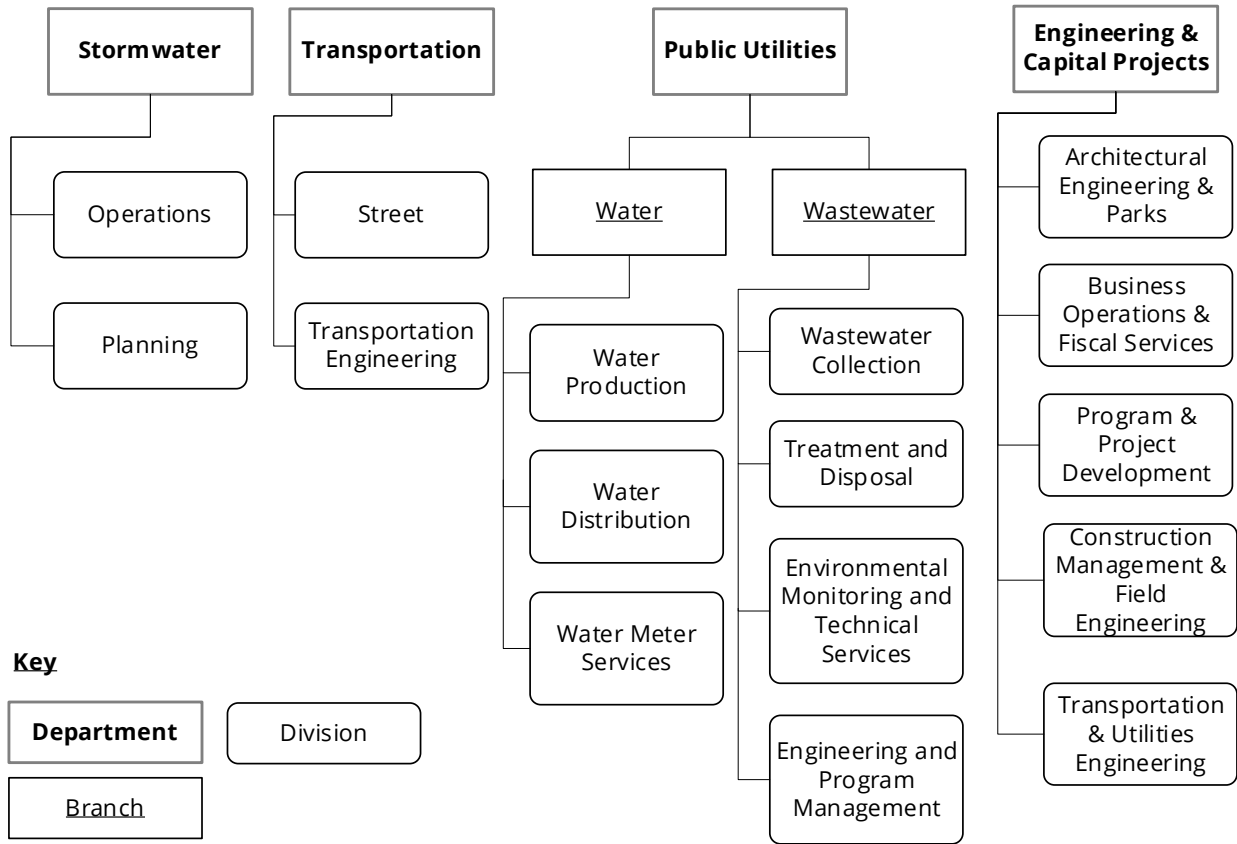 Stormwater
Operations
Planning
Transportation
Street
Transportation
Engineering
Public Utilities
Water
Water
Production
Water
Distribution
Water Meter
Services
Wastewater
Wastewater
Collection
Treatment and
Disposal
Environmental
Monitoring and
Technical
Services
Engineering and
Program
Management
Engineering &
Capital Projects
Architectural
Engineering &
Parks
Business
Operations &
Fiscal Services
Program &
Project
Development
Construction
Management &
Field
Engineering
Transportation
& Utilities
Engineering
Key
Department
Division
Branch